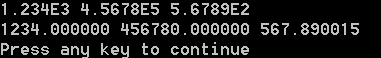 1.234E3 4.5678E5 5.6789E2
1234.000000 456780.000000 567.890015
Press any key to continue